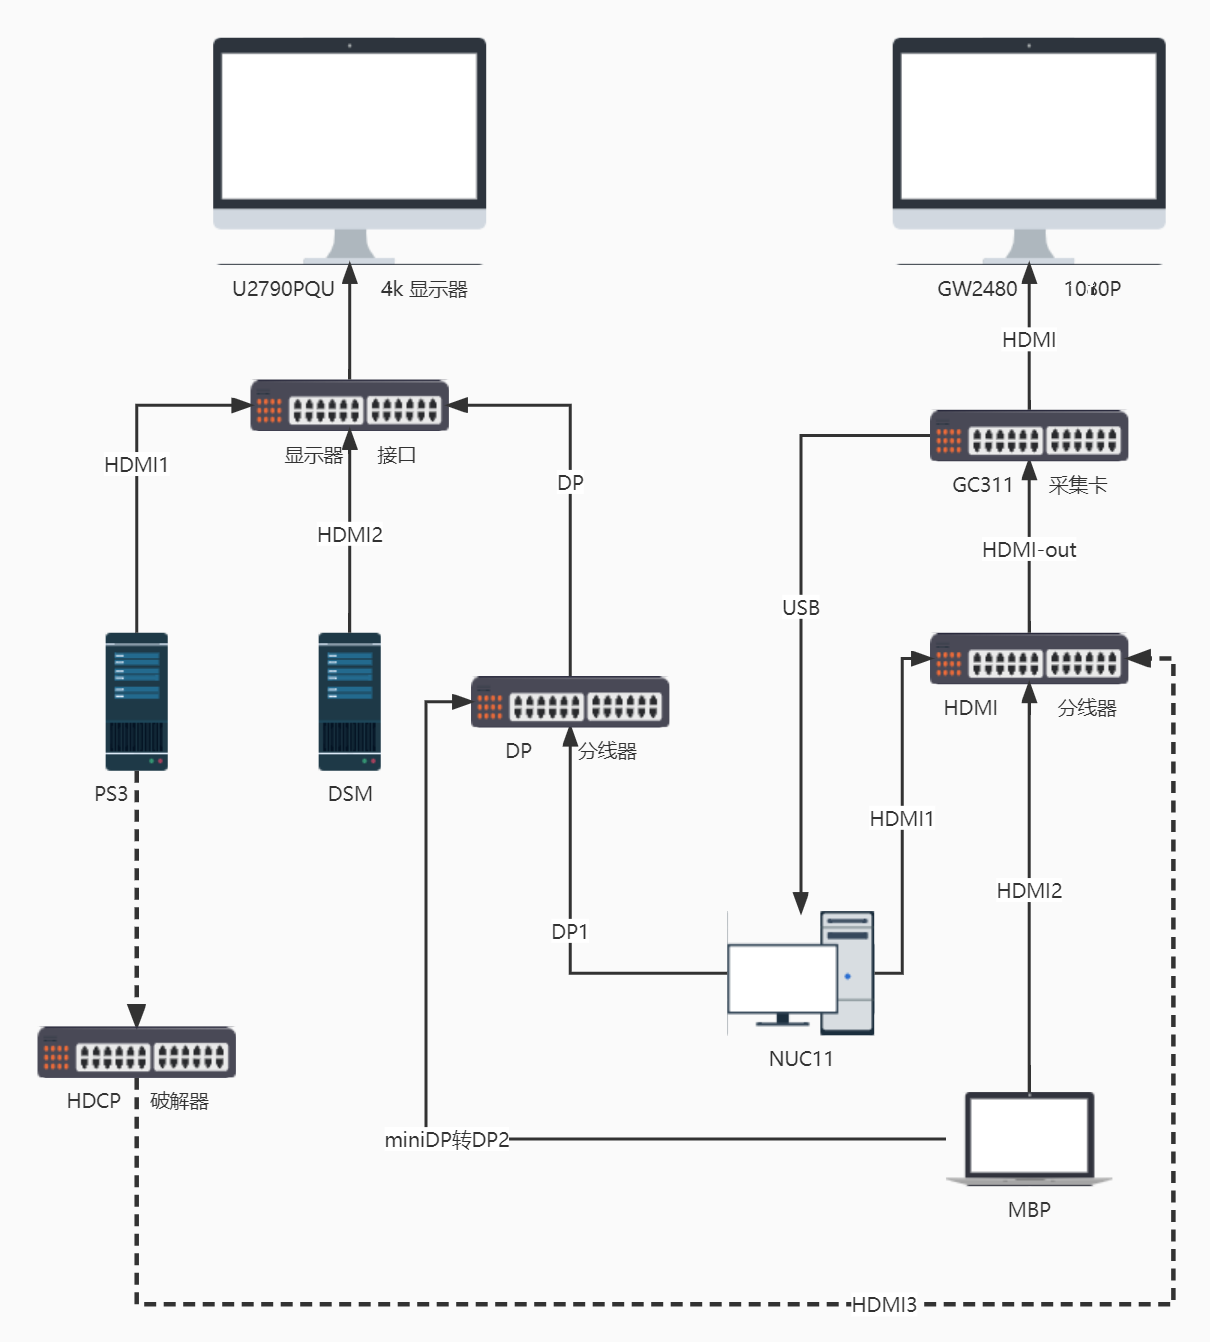 U2790PQU 4k 显示器
GW2480
HDMI
HDMI1
显示器 接口
DP
GC311 采集卡
HDMI2
HDMI-out
USB
HDMI 分线器
DP 分线器
PS3
DSM
HDMI1
HDMI2
DP1
NUC11
HDCP 破解器
miniDP转DP2
MBP
HDMI3